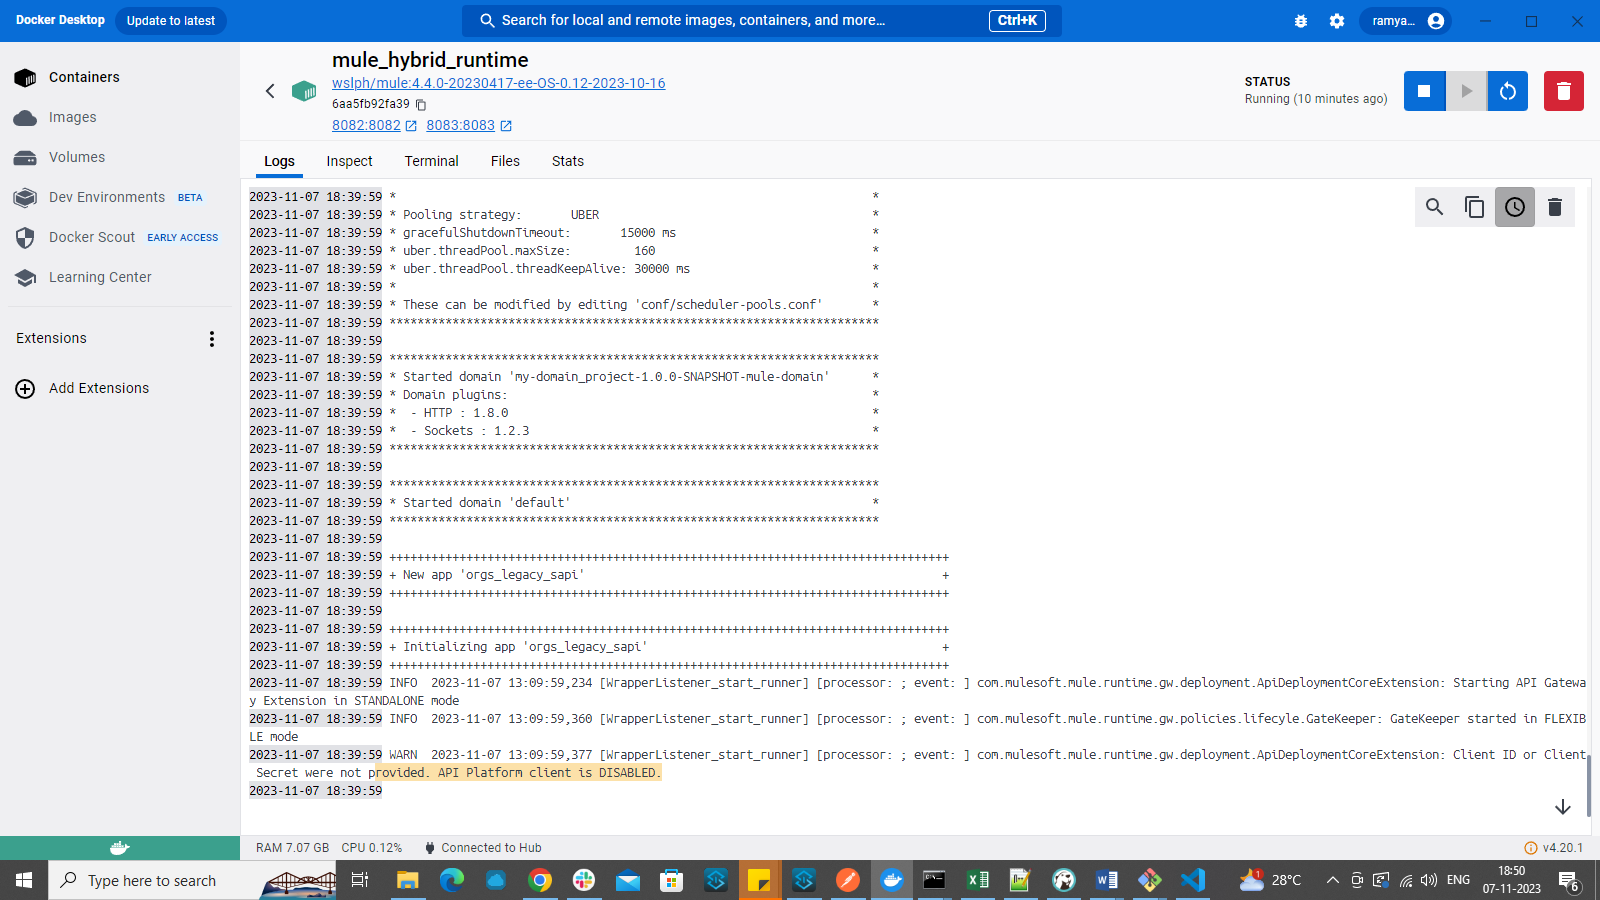 Docker Desktop Update to latest Search for local and remote images, containers, and more... Ctrl+K ramya...
Containers
Images
Volumes
Dev Environments BETA
Docker Scout EARLY ACCESS
Learning Center
Extensions
Add Extensions
mule_hybrid_runtime
wslph/mule:4.4.0-20230417-ee-OS-0.12-2023-10-16
6aa5fb92fa39
8082:8082 8083:8083
STATUS
Running (10 minutes ago)
Logs Inspect Terminal Files Stats
2023-11-07 18:39:59 * *
2023-11-07 18:39:59 * Pooling strategy: UBER *
2023-11-07 18:39:59 * gracefulShutdownTimeout: 15000 ms *
2023-11-07 18:39:59 * uber.threadPool.maxSize: 160 *
2023-11-07 18:39:59 * uber.threadPool.threadKeepAlive: 30000 ms *
2023-11-07 18:39:59 * *
2023-11-07 18:39:59 * These can be modified by editing 'conf/scheduler-pools.conf' *
2023-11-07 18:39:59 **********************************************************************
2023-11-07 18:39:59
2023-11-07 18:39:59 **********************************************************************
2023-11-07 18:39:59 * Started domain 'my-domain_project-1.0.0-SNAPSHOT-mule-domain' *
2023-11-07 18:39:59 * Domain plugins: *
2023-11-07 18:39:59 * - HTTP : 1.8.0 *
2023-11-07 18:39:59 * - Sockets : 1.2.3 *
2023-11-07 18:39:59 **********************************************************************
2023-11-07 18:39:59
2023-11-07 18:39:59 **********************************************************************
2023-11-07 18:39:59 * Started domain 'default' *
2023-11-07 18:39:59 **********************************************************************
2023-11-07 18:39:59
2023-11-07 18:39:59 ++++++++++++++++++++++++++++++++++++++++++++++++++++++++++++++++++++++++++++++++
2023-11-07 18:39:59 + New app 'orgs_legacy_sapi' +
2023-11-07 18:39:59 ++++++++++++++++++++++++++++++++++++++++++++++++++++++++++++++++++++++++++++++++
2023-11-07 18:39:59
2023-11-07 18:39:59 ++++++++++++++++++++++++++++++++++++++++++++++++++++++++++++++++++++++++++++++++
2023-11-07 18:39:59 + Initializing app 'orgs_legacy_sapi' +
2023-11-07 18:39:59 ++++++++++++++++++++++++++++++++++++++++++++++++++++++++++++++++++++++++++++++++
2023-11-07 18:39:59 INFO 2023-11-07 13:09:59,234 [WrapperListener_start_runner] [processor: ; event: ] com.mulesoft.mule.runtime.gw.deployment.ApiDeploymentCoreExtension: Starting API Gatewa
y Extension in STANDALONE mode
2023-11-07 18:39:59 INFO 2023-11-07 13:09:59,360 [WrapperListener_start_runner] [processor: ; event: ] com.mulesoft.mule.runtime.gw.policies.lifecyle.GateKeeper: GateKeeper started in FLEXIB
LE mode
2023-11-07 18:39:59 WARN 2023-11-07 13:09:59,377 [WrapperListener_start_runner] [processor: ; event: ] com.mulesoft.mule.runtime.gw.deployment.ApiDeploymentCoreExtension: Client ID or Client
Secret were not provided. API Platform client is DISABLED.
2023-11-07 18:39:59
RAM 7.07 GB CPU 0.12% Connected to Hub v4.20.1
Type here to search 1 28°C ENG 18:50
07-11-2023 6